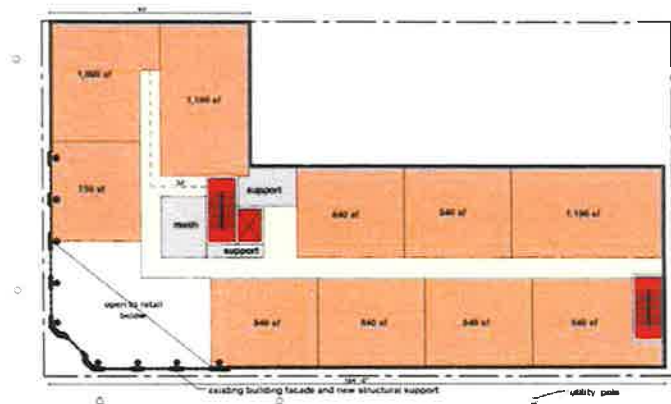 1,000 sf
1,100 sf
750 sf
support
mech
support
840 sf
840 sf
1,100 sf
open to retail
below
840 sf
840 sf
840 sf
840 sf
existing building facade and new structural support
utility pole